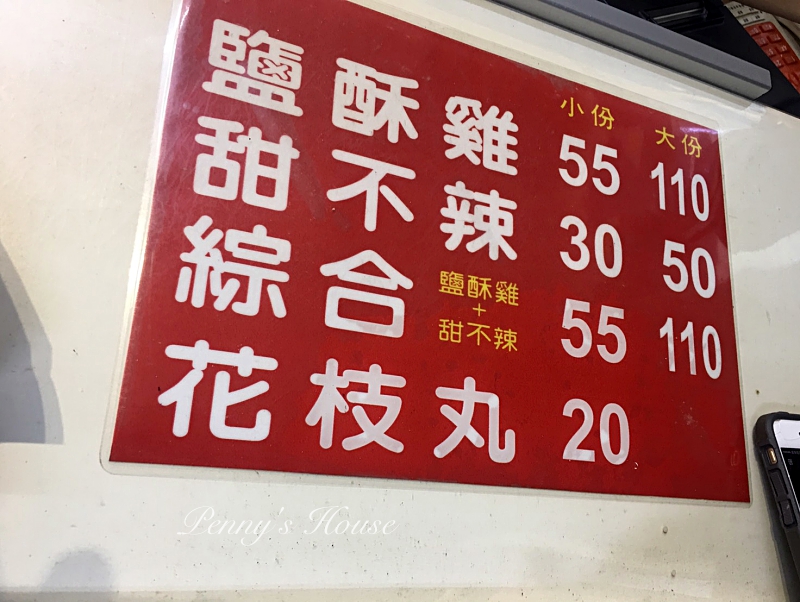 小份 大份
鹽酥雞 55 110
甜不辣 30 50
綜合 鹽酥雞+甜不辣 55 110
花枝丸 20
Penny's House